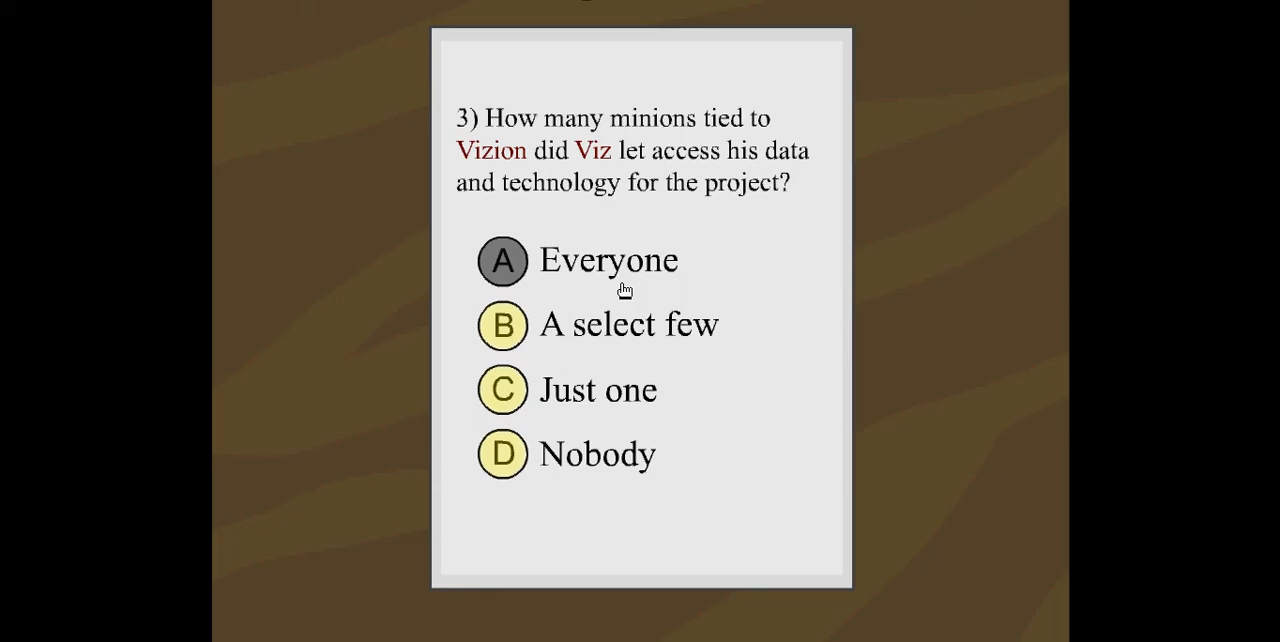 3) How many minions tied to
Vizion did Viz let access his data
and technology for the project?
A Everyone
B A select few
C Just one
D Nobody